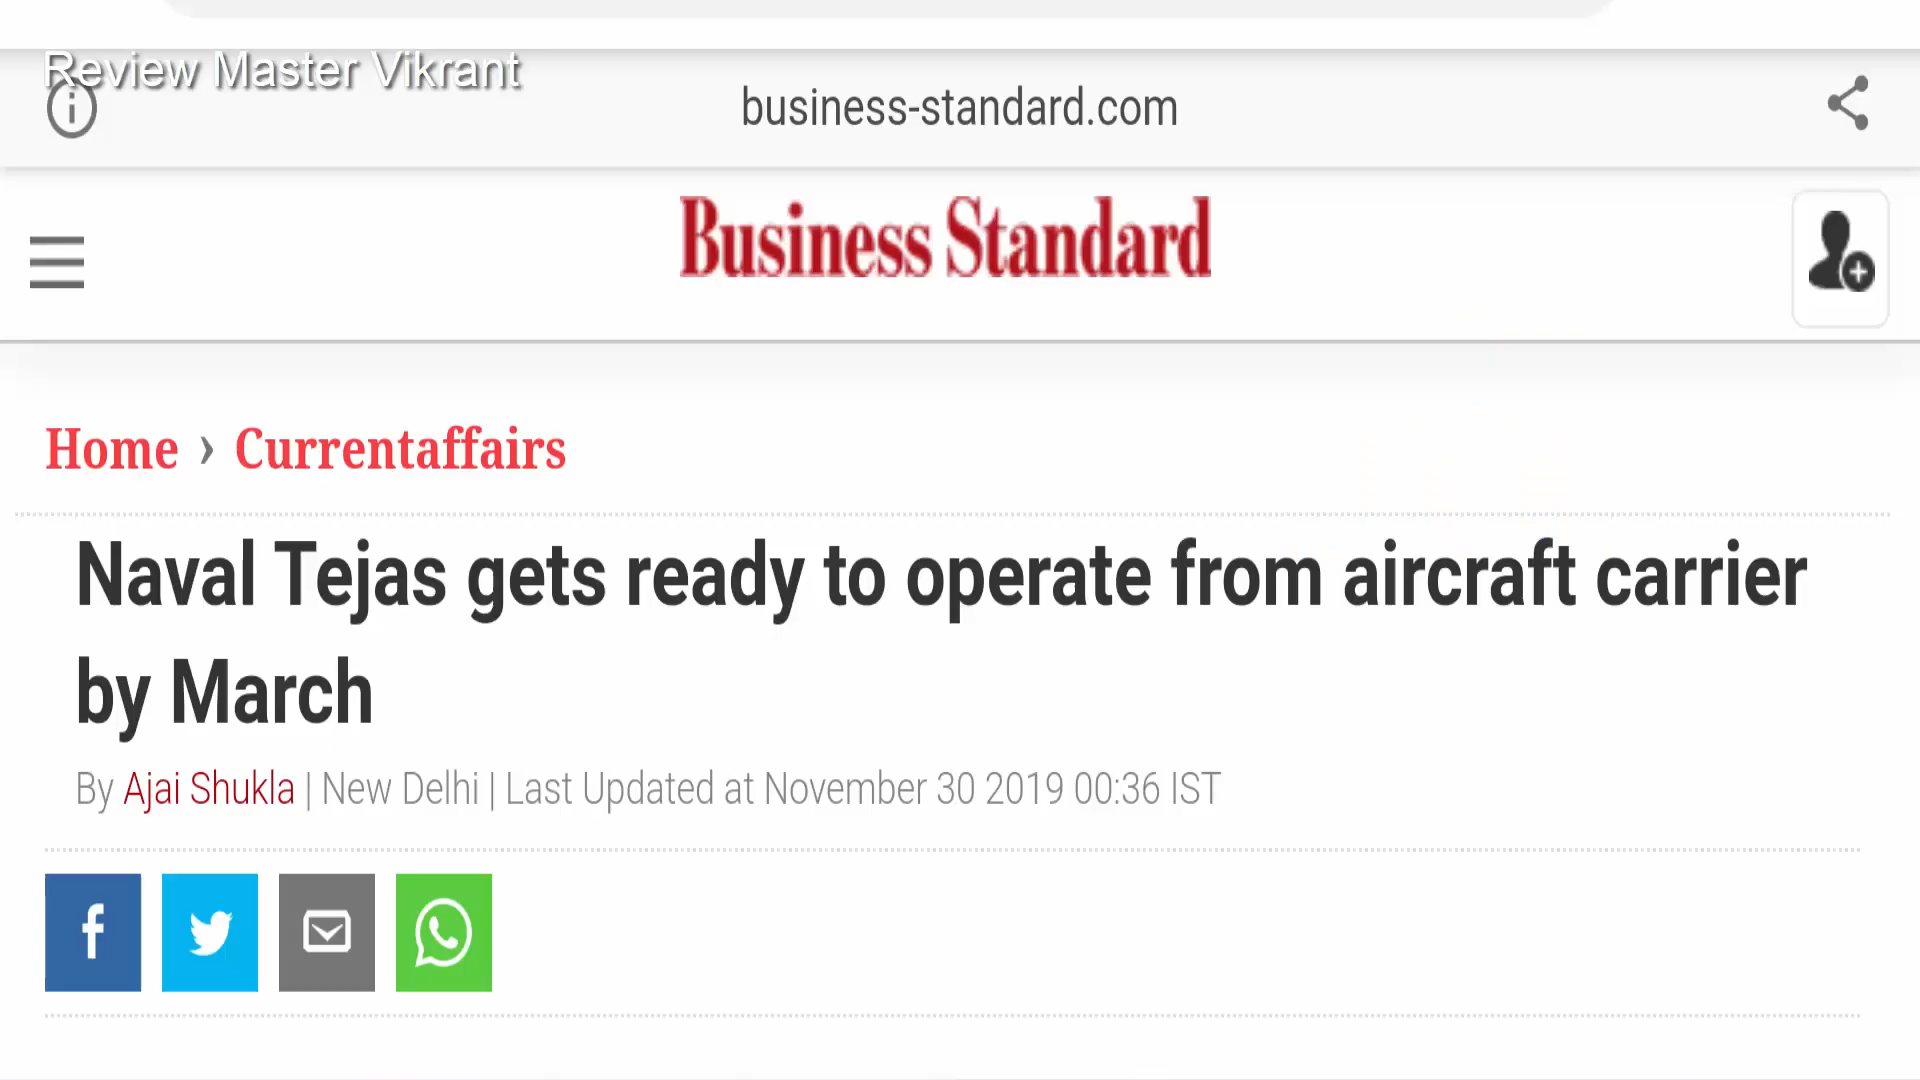 Review Master Vikrant
business-standard.com
Business Standard
Home › Currentaffairs
Naval Tejas gets ready to operate from aircraft carrier
by March
By Ajai Shukla | New Delhi | Last Updated at November 30 2019 00:36 IST